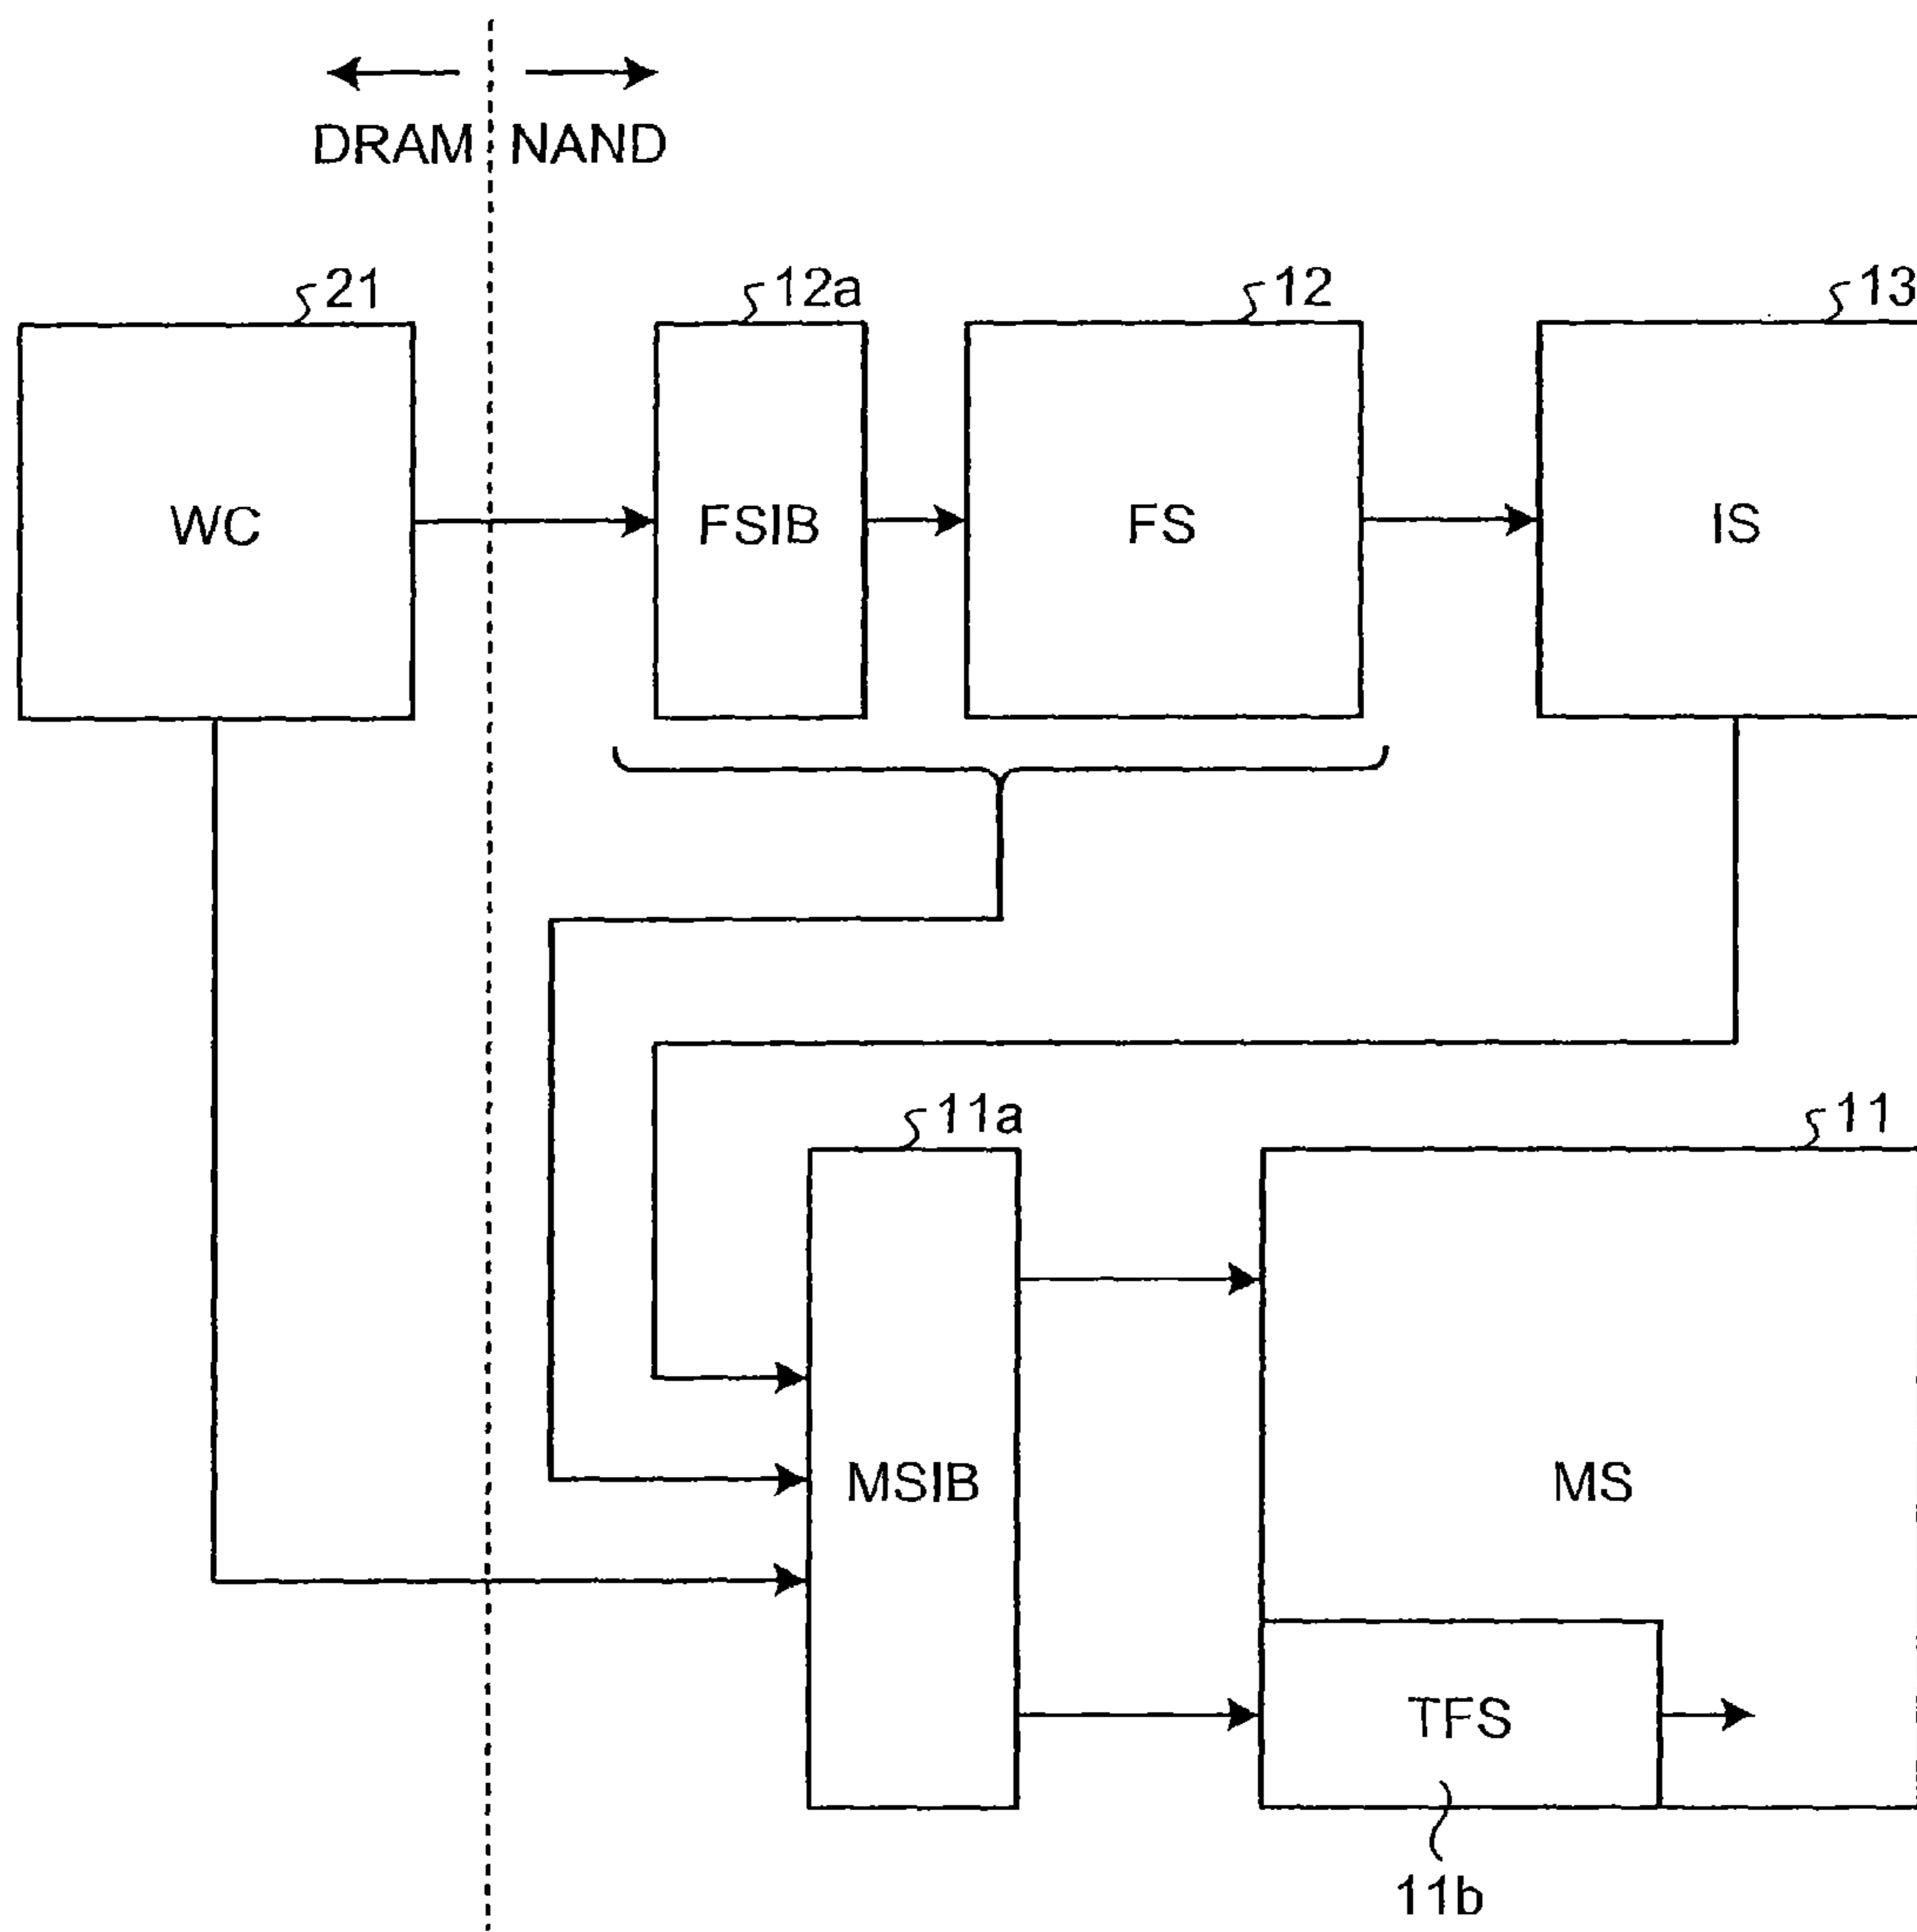 DRAM NAND
21 12a 12 13
WC FSIB FS IS
11a 11
MSIB MS
TFS
11b